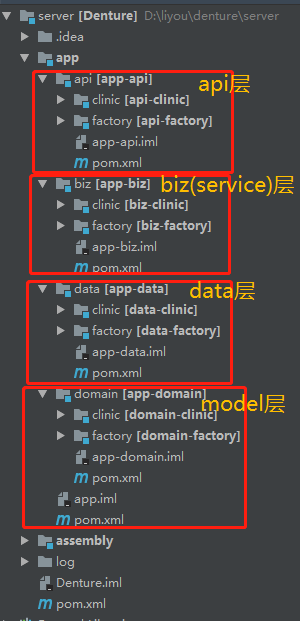 server [Denture] D:\liyou\denture\server
.idea
app
api [app-api] api层
clinic [api-clinic]
factory [api-factory]
app-api.iml
pom.xml
biz [app-biz] biz(service)层
clinic [biz-clinic]
factory [biz-factory]
app-biz.iml
pom.xml
data [app-data] data层
clinic [data-clinic]
factory [data-factory]
app-data.iml
pom.xml
domain [app-domain] model层
clinic [domain-clinic]
factory [domain-factory]
app-domain.iml
pom.xml
app.iml
pom.xml
assembly
log
Denture.iml
pom.xml